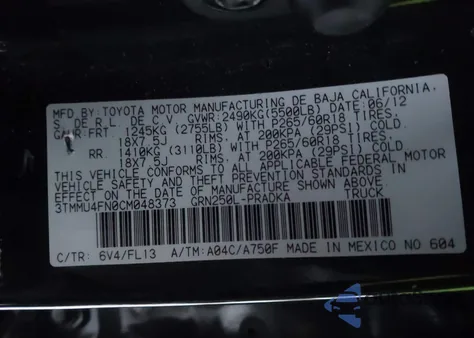 MFD.BY:TOYOTA MOTOR MANUFACTURING DE BAJA CALIFORNIA.
S. DE R.L. DE C.V. GVWR:2490KG(5500LB) DATE:06/12
GAWR:FRT. 1245KG (2755LB) WITH P265/60R18 TIRES,
18X7.5J RIMS, AT 200KPA (29PSI) COLD.
RR. 1410KG (3110LB) WITH P265/60R18 TIRES,
18X7.5J RIMS, AT 200KPA (29PSI) COLD
THIS VEHICLE CONFORMS TO ALL APPLICABLE FEDERAL MOTOR
VEHICLE SAFETY AND THEFT PREVENTION STANDARDS IN EFFECT
ON THE DATE OF MANUFACTURE SHOWN ABOVE.
3TMMU4FN0CM048373 GRN250L-PRADKA TRUCK
C/TR: 6V4/FL13 A/TM:A04C/A750F MADE IN MEXICO NO 604